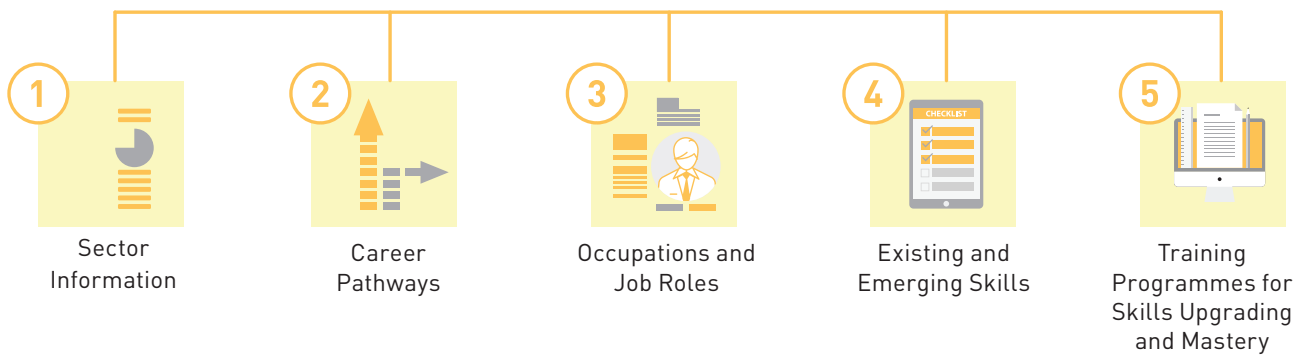 1
Sector
Information
2
Career
Pathways
3
Occupations and
Job Roles
4
CHECKLIST
Existing and
Emerging Skills
5
Training
Programmes for
Skills Upgrading
and Mastery